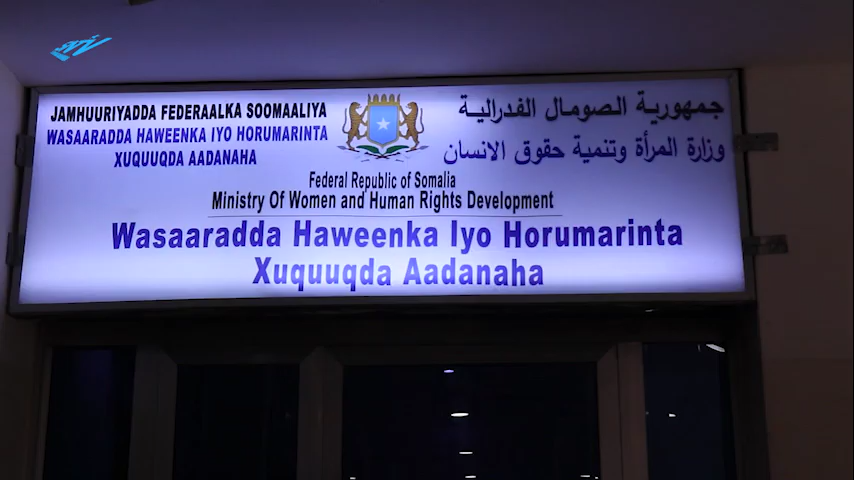 JAMHUURIYADDA FEDERAALKA SOOMAALIYA
WASAARADDA HAWEENKA IYO HORUMARINTA
XUQUUQDA AADANAHA
جمهورية الصومال الفدرالية
وزارة المرأة وتنمية حقوق الانسان
Federal Republic of Somalia
Ministry Of Women and Human Rights Development
Wasaaradda Haweenka Iyo Horumarinta
Xuquuqda Aadanaha